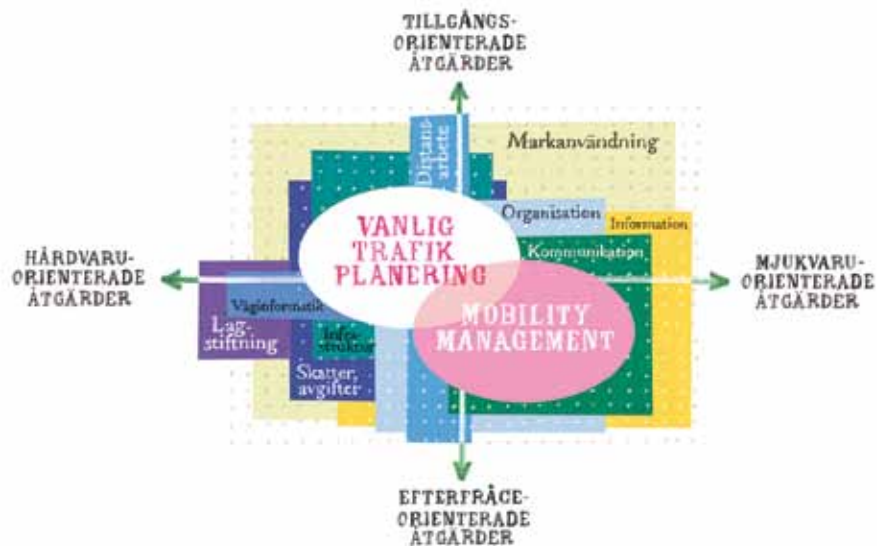 TILLGÅNGS-
ORIENTERADE
ÅTGÄRDER
Distans-
arbete
Markanvändning
Organisation
Information
VANLIG
TRAFIK
PLANERING
Kommunikation
HÅRDVARU-
ORIENTERADE
ÅTGÄRDER
MJUKVARU-
ORIENTERADE
ÅTGÄRDER
Väginformatik
MOBILITY
MANAGEMENT
Lag-
stiftning
Infra-
struktur
Skatter,
avgifter
EFTERFRÅGE-
ORIENTERADE
ÅTGÄRDER